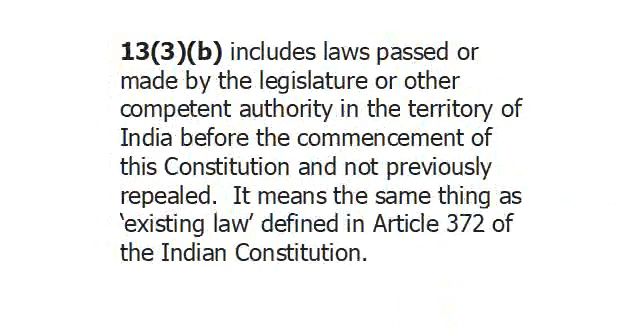 13(3)(b) includes laws passed or
made by the legislature or other
competent authority in the territory of
India before the commencement of
this Constitution and not previously
repealed.  It means the same thing as
‘existing law’ defined in Article 372 of
the Indian Constitution.